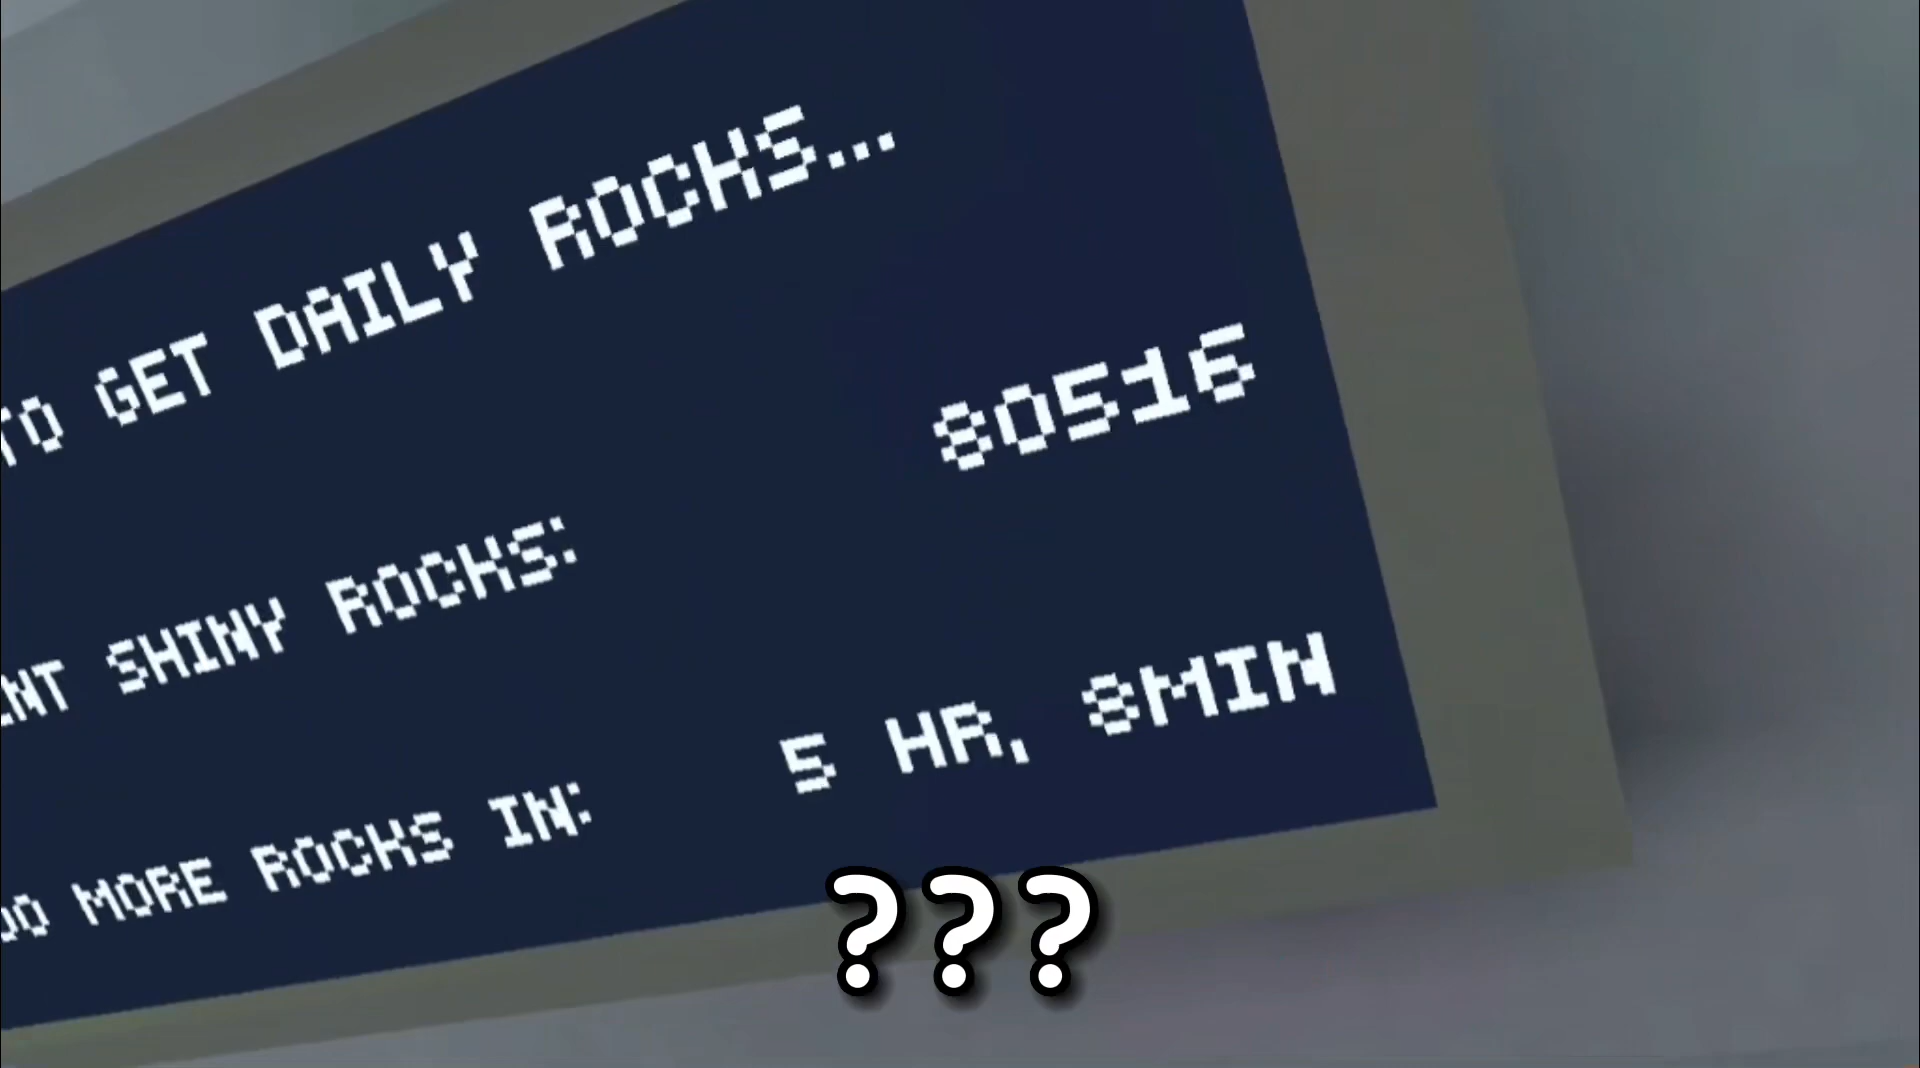 TO GET DAILY ROCKS...
80516
SHINY ROCKS:
MORE ROCKS IN: 5 HR, 8MIN
???